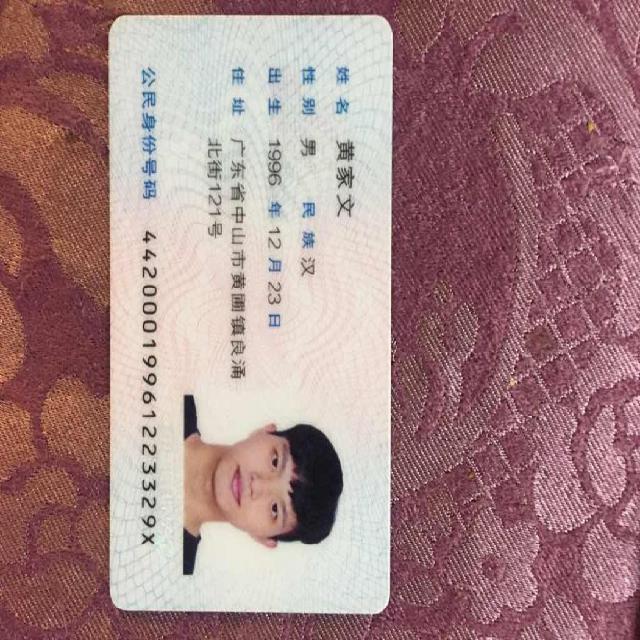 姓名 黄家文
性别 男 民族 汉
出生 1996 年 12 月 23 日
住址 广东省中山市黄圃镇良涌
北街121号
公民身份号码 44200019961223329X